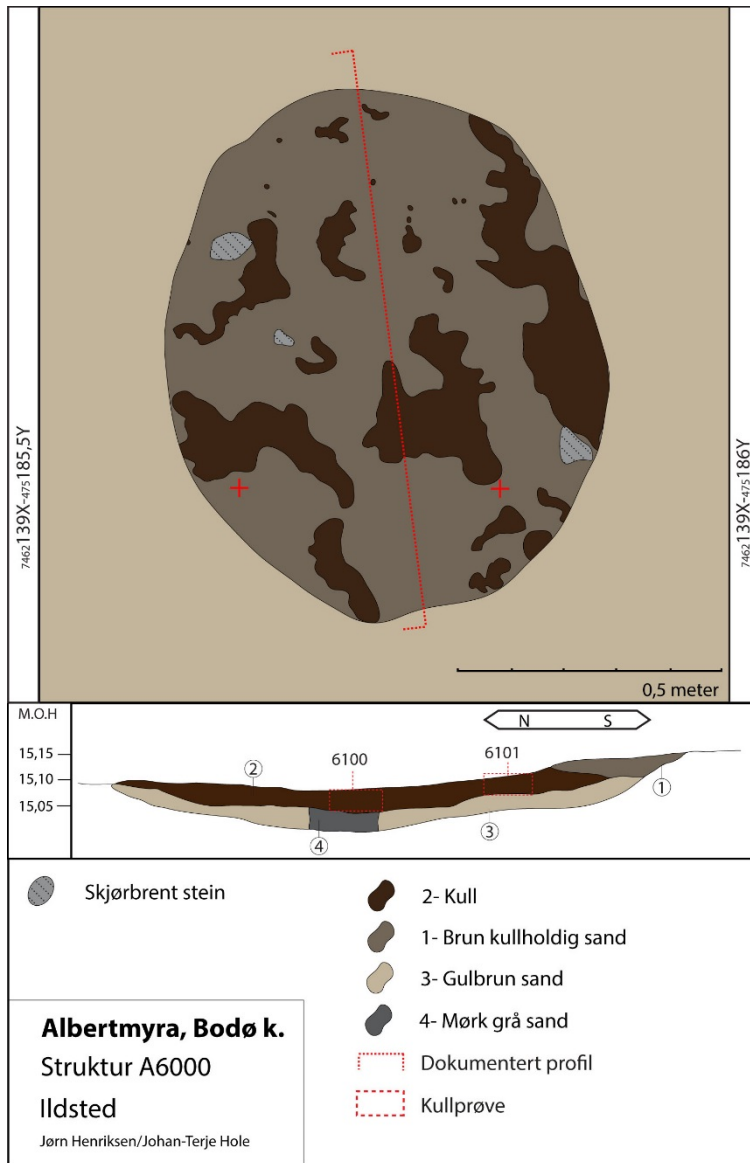 7462139X-475185,5Y
7462139X-475186Y
0,5 meter
M.O.H
N S
15,15
15,10
15,05
6100
6101
2
1
4
3
Skjørbrent stein
2- Kull
1- Brun kullholdig sand
3- Gulbrun sand
4- Mørk grå sand
Dokumentert profil
Kullprøve
Albertmyra, Bodø k.
Struktur A6000
Ildsted
Jørn Henriksen/Johan-Terje Hole